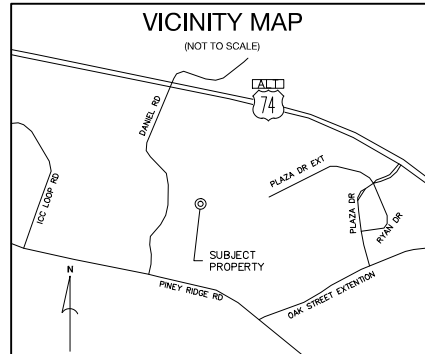 VICINITY MAP
(NOT TO SCALE)
ALT
74
DANIEL RD
ICC LOOP RD
PLAZA DR EXT
PLAZA DR
RYAN DR
SUBJECT
PROPERTY
N
PINEY RIDGE RD
OAK STREET EXTENTION